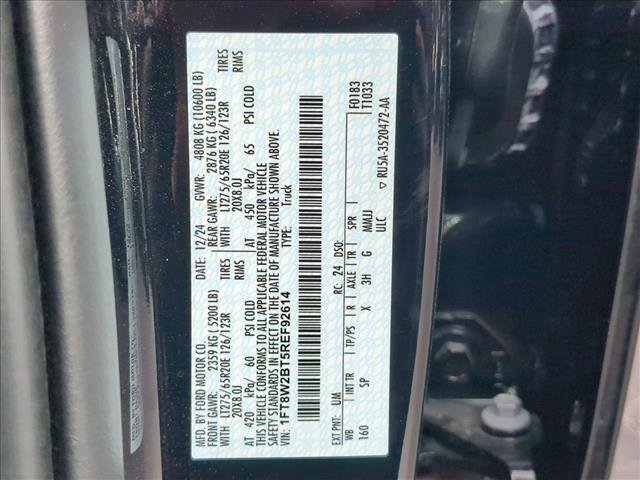 MFD. BY FORD MOTOR CO.
DATE: 12/24 GVWR: 4808 KG (10600 LB)
FRONT GAWR: 2359 KG (5200 LB) REAR GAWR: 2876 KG (6340 LB)
LT275/65R20E 126/123R TIRES WITH LT275/65R20E 126/123R TIRES
20X8.0J RIMS 20X8.0J RIMS
AT 420 kPa/ 60 PSI COLD AT 450 kPa/ 65 PSI COLD
THIS VEHICLE CONFORMS TO ALL APPLICABLE FEDERAL MOTOR VEHICLE
SAFETY STANDARDS IN EFFECT ON THE DATE OF MANUFACTURE SHOWN ABOVE.
VIN: 1FT8W2BT5REF92614 TYPE: Truck
F0183
T1033
EXT PNT: UM RC: 24 DSO:
WB INT TR TP/PS R AXLE TR SPR
160 SP X 3H G MMUJ
ULC
▽ RU5A-3520472-AA